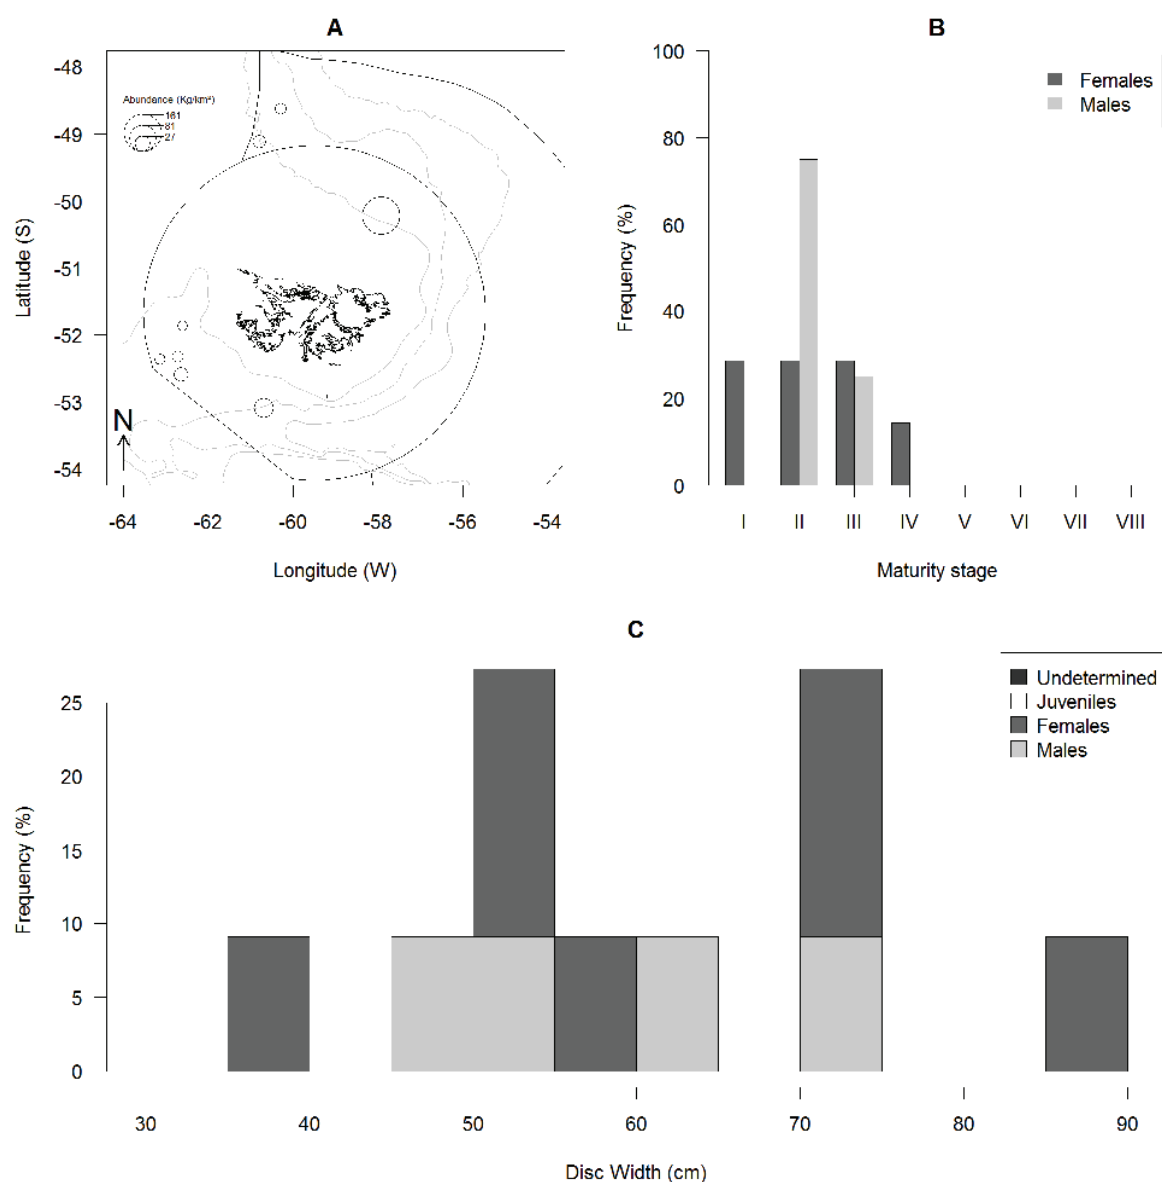 A
-48
-49
-50
-51
-52
-53
-54
Latitude (S)
Abundance (Kg/km²)
161
81
27
N
-64 -62 -60 -58 -56 -54
Longitude (W)
B
100
80
60
40
20
0
Frequency (%)
Females
Males
I II III IV V VI VII VIII
Maturity stage
C
25
20
15
10
5
0
Frequency (%)
Undetermined
Juveniles
Females
Males
30 40 50 60 70 80 90
Disc Width (cm)